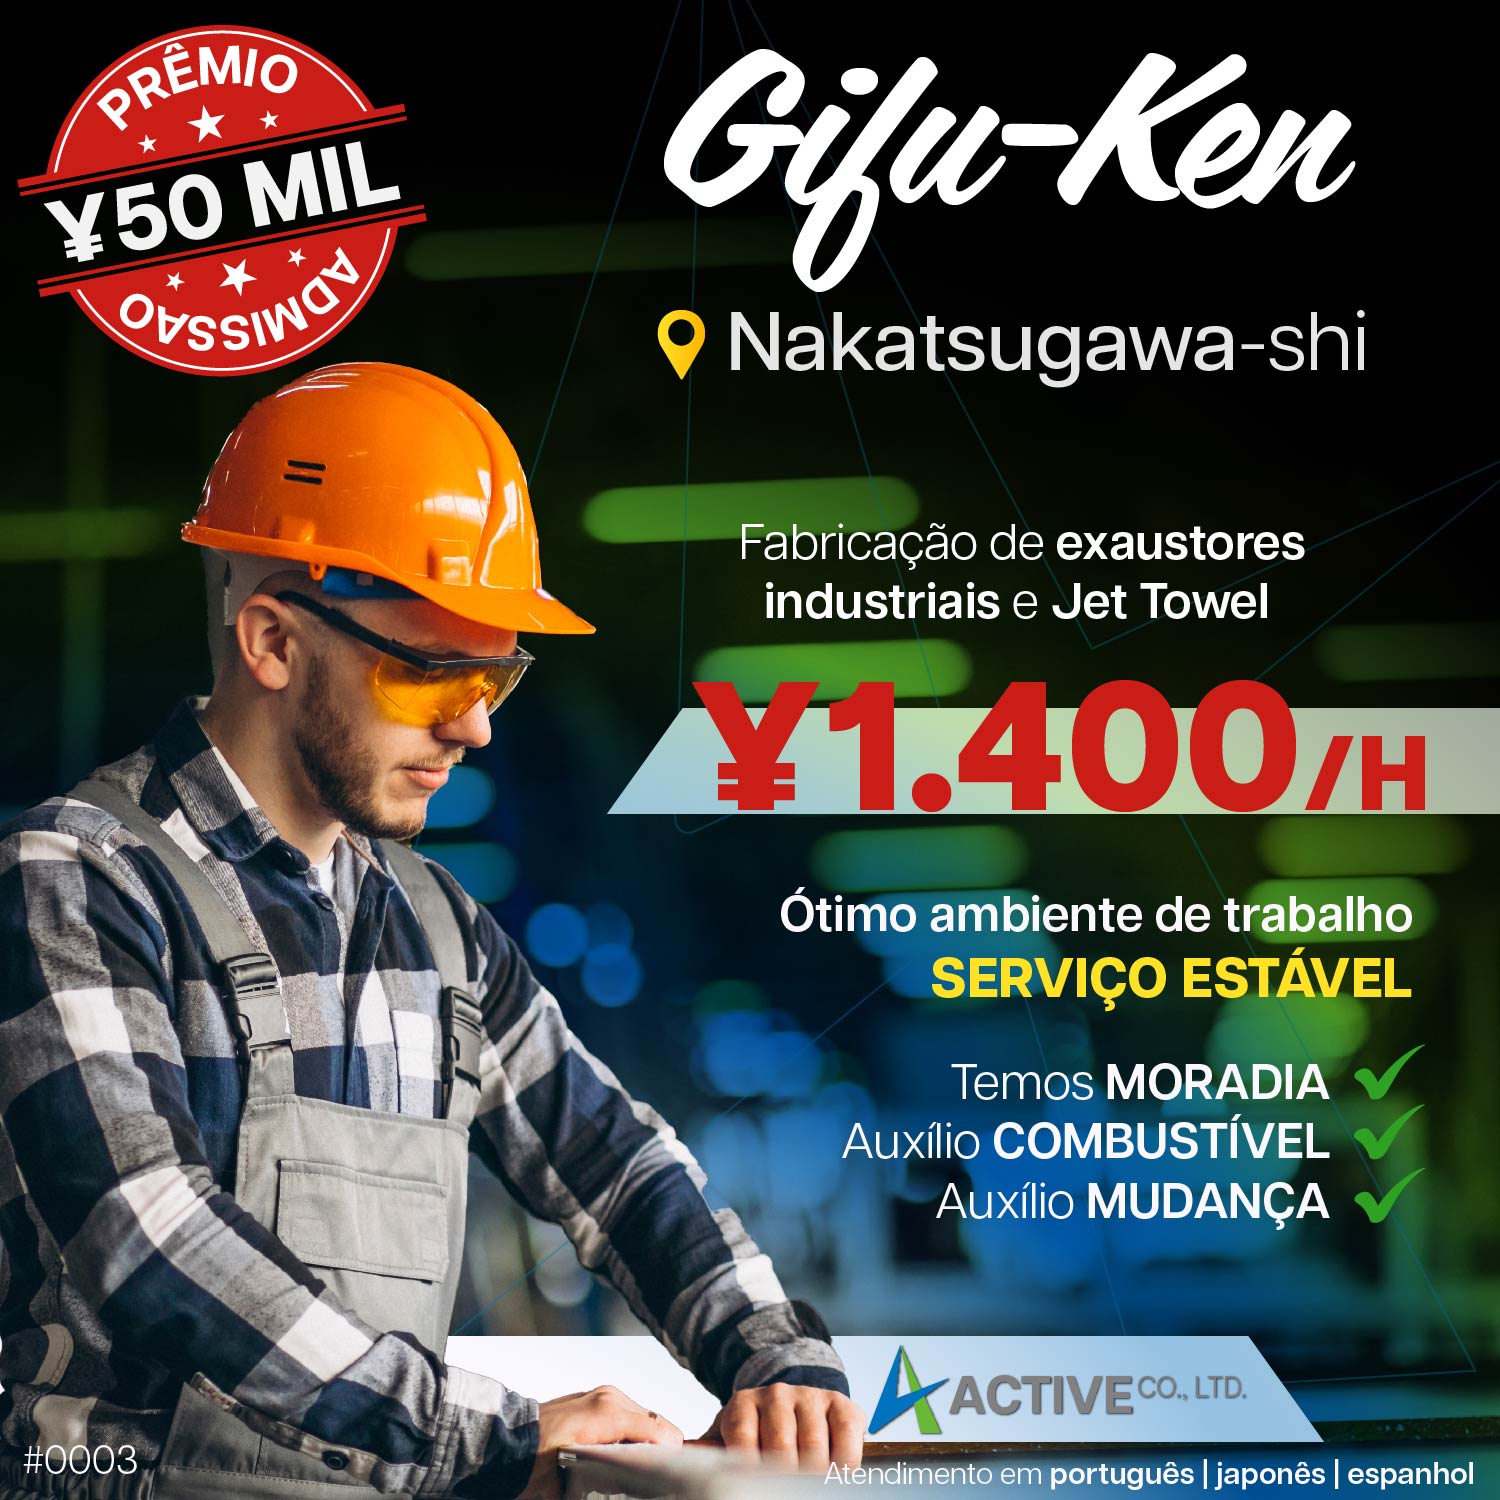 PRÊMIO
¥50 MIL
ADMISSAO
Gifu-Ken
Nakatsugawa-shi
Fabricação de exaustores
industriais e Jet Towel
¥1.400/H
Ótimo ambiente de trabalho
SERVIÇO ESTÁVEL
Temos MORADIA
Auxílio COMBUSTÍVEL
Auxílio MUDANÇA
ACTIVE CO., LTD.
#0003
Atendimento em português | japonês | espanhol